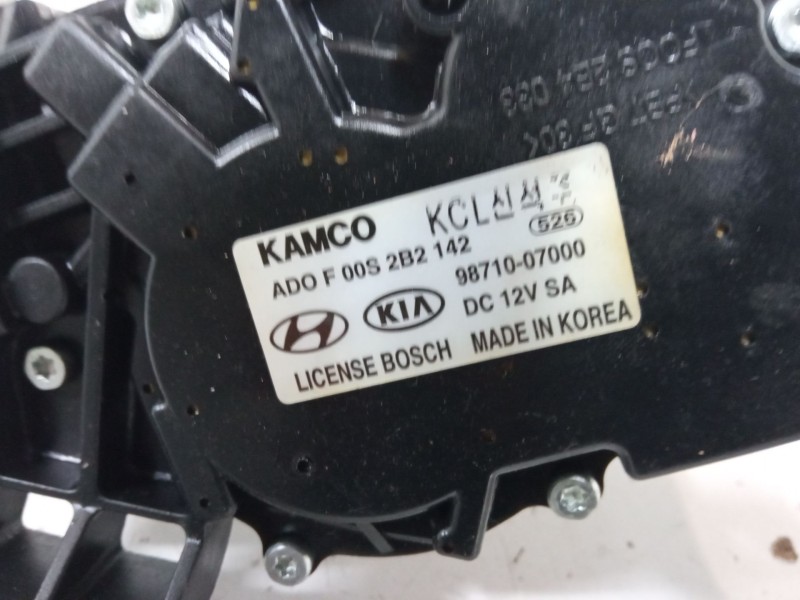 KAMCO KCL신석
ADO F 00S 2B2 142 526
98710-07000
KIA DC 12V SA
LICENSE BOSCH MADE IN KOREA